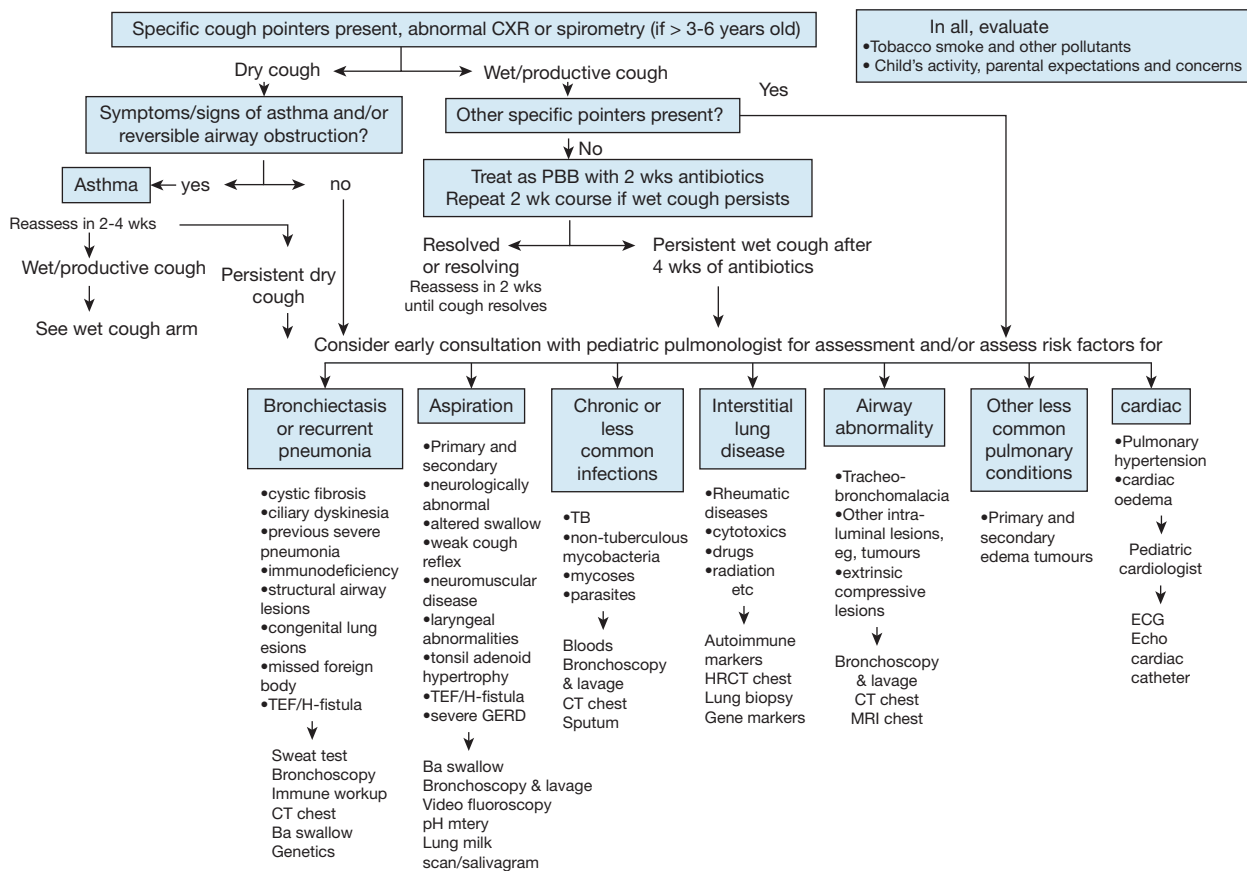 Specific cough pointers present, abnormal CXR or spirometry (if > 3-6 years old)
In all, evaluate
•Tobacco smoke and other pollutants
• Child's activity, parental expectations and concerns
Dry cough
Wet/productive cough
Yes
Symptoms/signs of asthma and/or
reversible airway obstruction?
Other specific pointers present?
No
Asthma
yes
no
Treat as PBB with 2 wks antibiotics
Repeat 2 wk course if wet cough persists
Reassess in 2-4 wks
Wet/productive cough
See wet cough arm
Persistent dry
cough
Resolved
or resolving
Reassess in 2 wks
until cough resolves
Persistent wet cough after
4 wks of antibiotics
Consider early consultation with pediatric pulmonologist for assessment and/or assess risk factors for
Bronchiectasis
or recurrent
pneumonia
•cystic fibrosis
•ciliary dyskinesia
•previous severe
pneumonia
•immunodeficiency
•structural airway
lesions
•congenital lung
esions
•missed foreign
body
•TEF/H-fistula
Sweat test
Bronchoscopy
Immune workup
CT chest
Ba swallow
Genetics
Aspiration
•Primary and
secondary
•neurologically
abnormal
•altered swallow
•weak cough
reflex
•neuromuscular
disease
•laryngeal
abnormalities
•tonsil adenoid
hypertrophy
•TEF/H-fistula
•severe GERD
Ba swallow
Bronchoscopy & lavage
Video fluoroscopy
pH mtery
Lung milk
scan/salivagram
Chronic or
less
common
infections
•TB
•non-tuberculous
mycobacteria
•mycoses
•parasites
Bloods
Bronchoscopy
& lavage
CT chest
Sputum
Interstitial
lung
disease
•Rheumatic
diseases
•cytotoxics
•drugs
•radiation
etc
Autoimmune
markers
HRCT chest
Lung biopsy
Gene markers
Airway
abnormality
•Tracheo-
bronchomalacia
•Other intra-
luminal lesions,
eg, tumours
•extrinsic
compressive
lesions
Bronchoscopy
& lavage
CT chest
MRI chest
Other less
common
pulmonary
conditions
•Primary and
secondary
edema tumours
cardiac
•Pulmonary
hypertension
•cardiac
oedema
Pediatric
cardiologist
ECG
Echo
cardiac
catheter